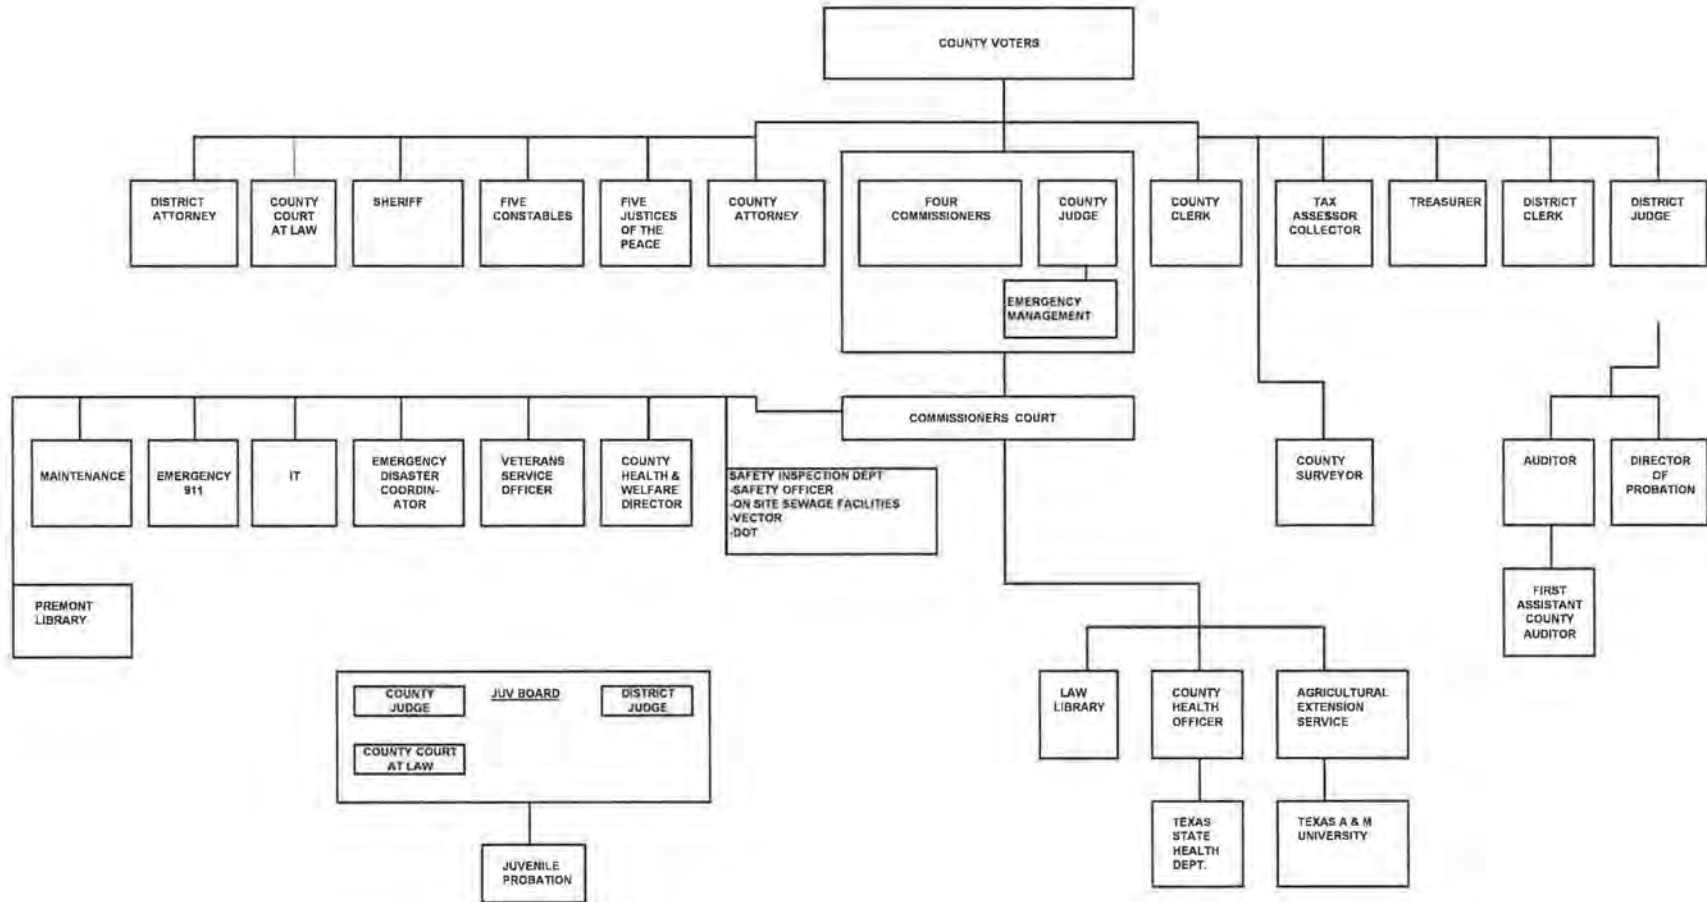 COUNTY VOTERS
DISTRICT
ATTORNEY
COUNTY
COURT
AT LAW
SHERIFF
FIVE
CONSTABLES
FIVE
JUSTICES
OF THE
PEACE
COUNTY
ATTORNEY
FOUR
COMMISSIONERS
COUNTY
JUDGE
EMERGENCY
MANAGEMENT
COUNTY
CLERK
TAX
ASSESSOR
COLLECTOR
TREASURER
DISTRICT
CLERK
DISTRICT
JUDGE
COMMISSIONERS COURT
MAINTENANCE
EMERGENCY
911
IT
EMERGENCY
DISASTER
COORDIN-
ATOR
VETERANS
SERVICE
OFFICER
COUNTY
HEALTH &
WELFARE
DIRECTOR
SAFETY INSPECTION DEPT
-SAFETY OFFICER
-ON SITE SEWAGE FACILITIES
-VECTOR
-DOT
COUNTY
SURVEYOR
AUDITOR
DIRECTOR
OF
PROBATION
FIRST
ASSISTANT
COUNTY
AUDITOR
PREMONT
LIBRARY
COUNTY
JUDGE
JUV BOARD
DISTRICT
JUDGE
COUNTY COURT
AT LAW
JUVENILE
PROBATION
LAW
LIBRARY
COUNTY
HEALTH
OFFICER
AGRICULTURAL
EXTENSION
SERVICE
TEXAS
STATE
HEALTH
DEPT.
TEXAS A & M
UNIVERSITY